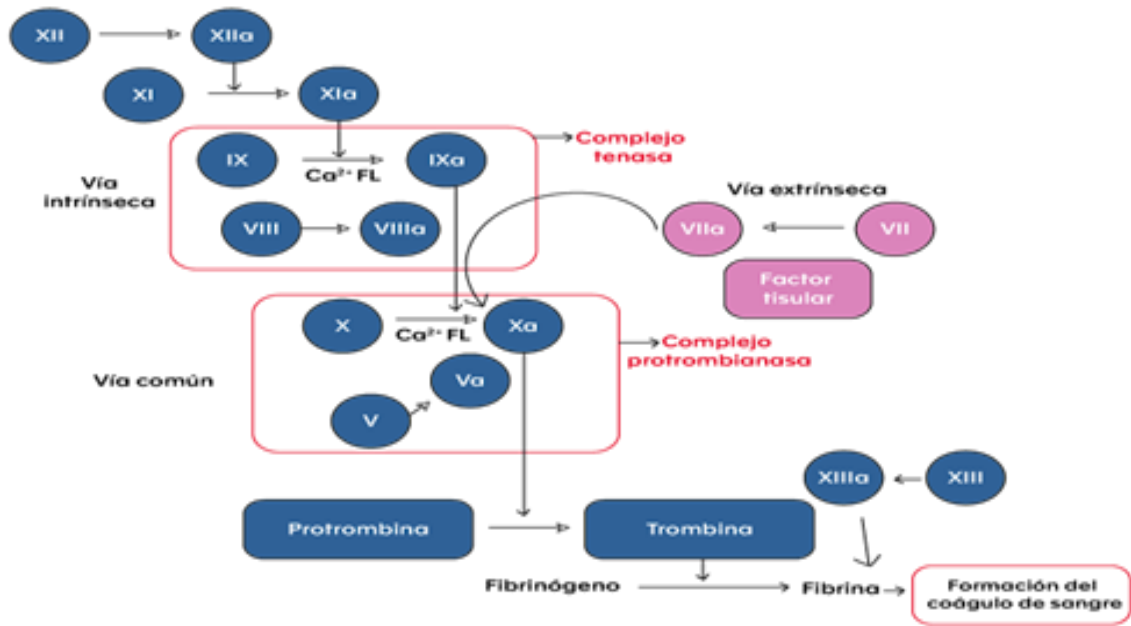 XII
XIIa
XI
XIa
Complejo
tenasa
IX
Ca²⁺ FL
IXa
Vía
intrínseca
VIII
VIIIa
Vía extrínseca
VIIa
VII
Factor
tisular
X
Ca²⁺ FL
Xa
Complejo
protrombianasa
Vía común
Va
V
XIIIa
XIII
Protrombina
Trombina
Fibrinógeno
Fibrina
Formación del
coágulo de sangre